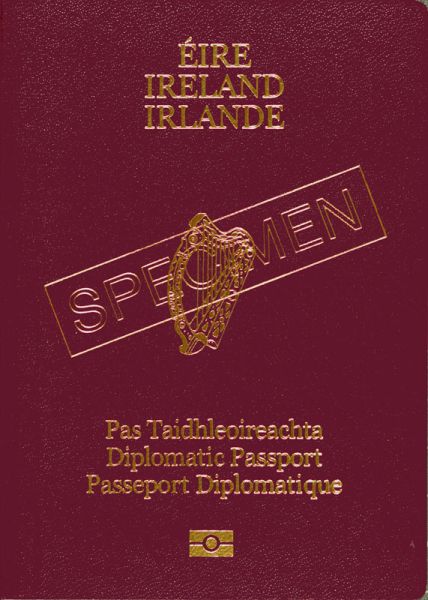 ÉIRE
IRELAND
IRLANDE
SPECIMEN
Pas Taidhleoireachta
Diplomatic Passport
Passeport Diplomatique